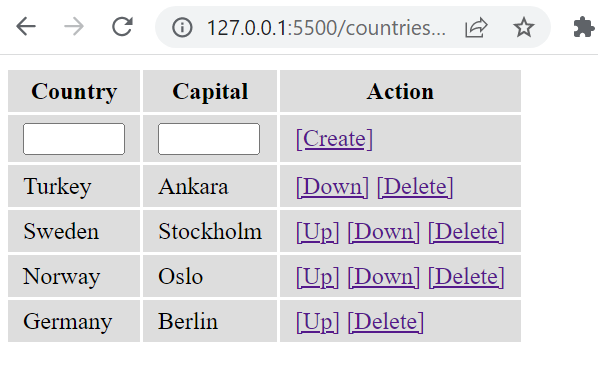 127.0.0.1:5500/countries...
Country Capital Action
[Create]
Turkey Ankara [Down] [Delete]
Sweden Stockholm [Up] [Down] [Delete]
Norway Oslo [Up] [Down] [Delete]
Germany Berlin [Up] [Delete]